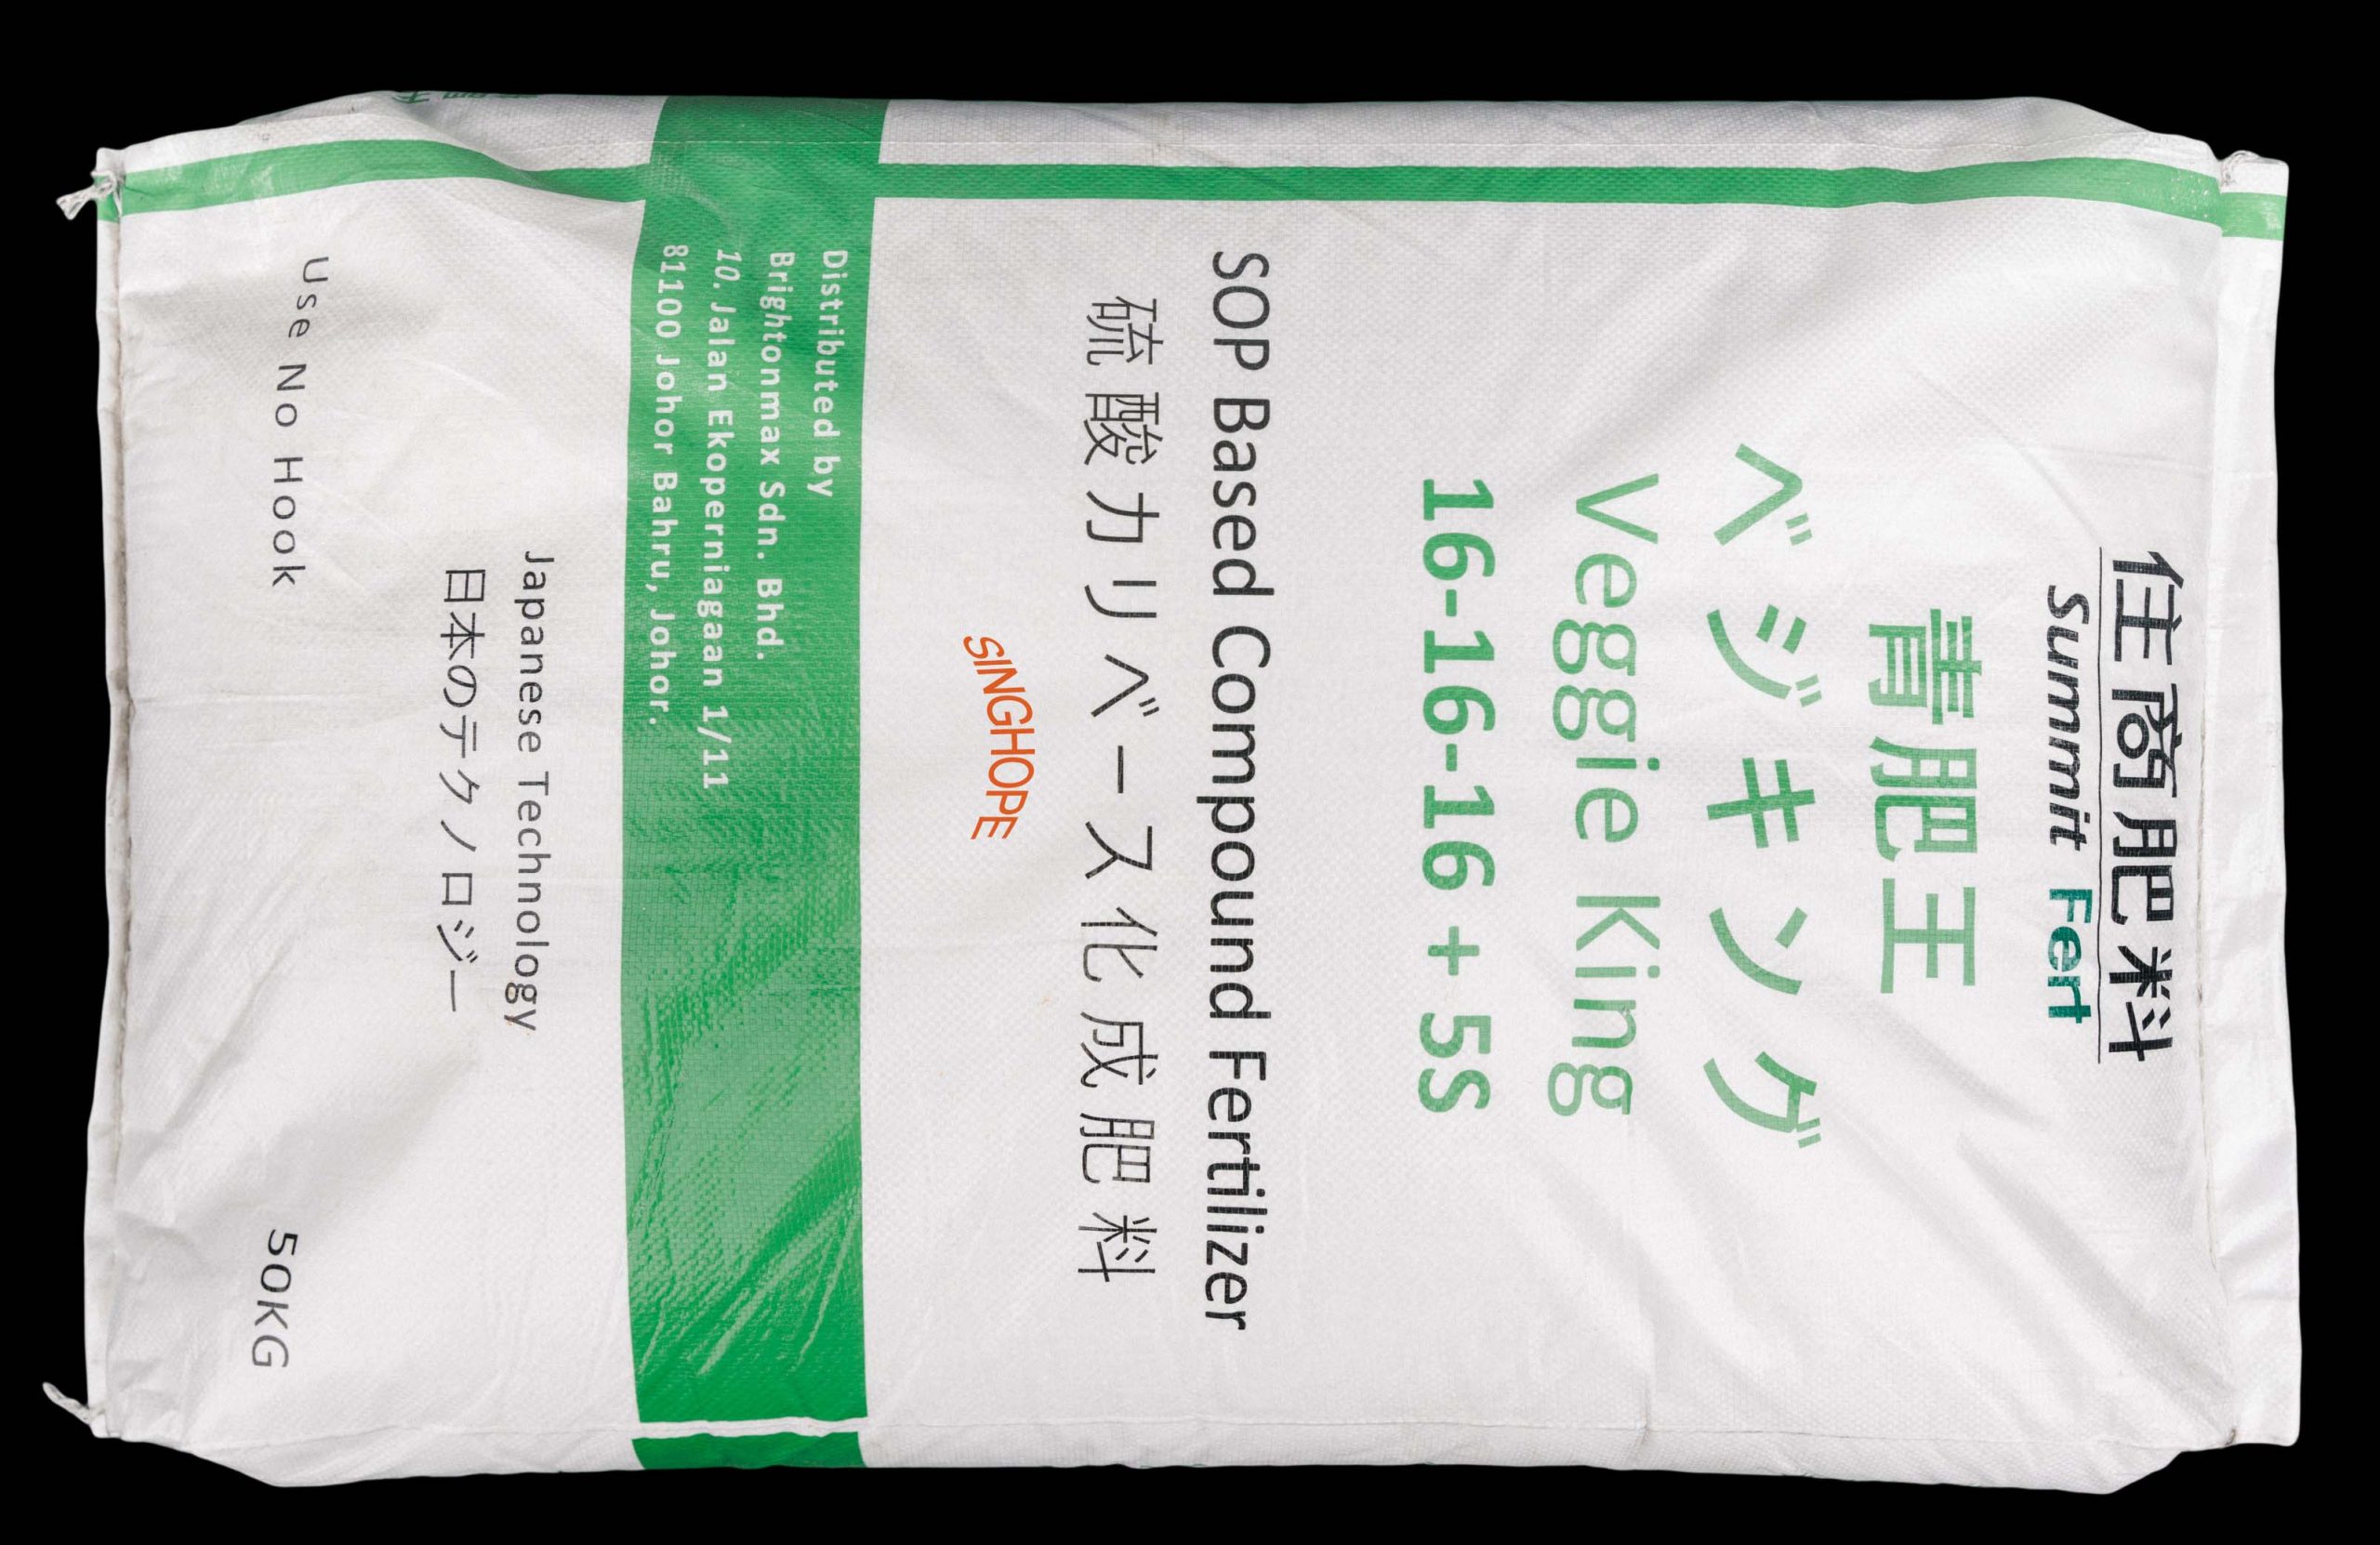 住商肥料
Summit Fert
青肥王
ベジキング
Veggie King
16-16-16 + 5S
SOP Based Compound Fertilizer
硫酸カリベース化成肥料
SINGHOPE
Distributed by
Brightonmax Sdn. Bhd.
10. Jalan Ekoperniagaan 1/11
81100 Johor Bahru, Johor.
Japanese Technology
日本のテクノロジー
Use No Hook
50KG